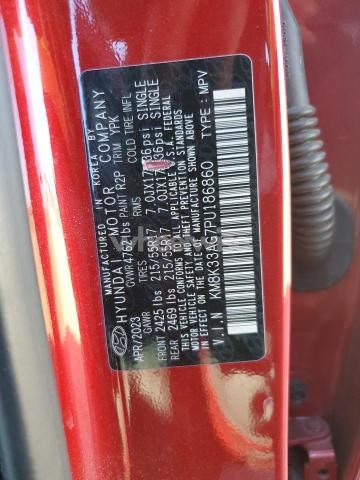 MANUFACTURED IN KOREA BY
HYUNDAI MOTOR COMPANY
APR/2023 GVWR 4762 lbs PAINT R2P TRIM YPK
GAWR TIRES RIMS COLD TIRE INFL.
FRONT 2425 lbs 215/55R17 7.0JX17 36psi SINGLE
REAR 2469 lbs 215/55R17 7.0JX17 36psi SINGLE
THIS VEHICLE CONFORMS TO ALL APPLICABLE U.S.A. FEDERAL
MOTOR VEHICLE SAFETY AND THEFT PREVENTION STANDARDS
IN EFFECT ON THE DATE OF MANUFACTURE SHOWN ABOVE.
V.I.N KM8K33AG7PU186860 TYPE: MPV